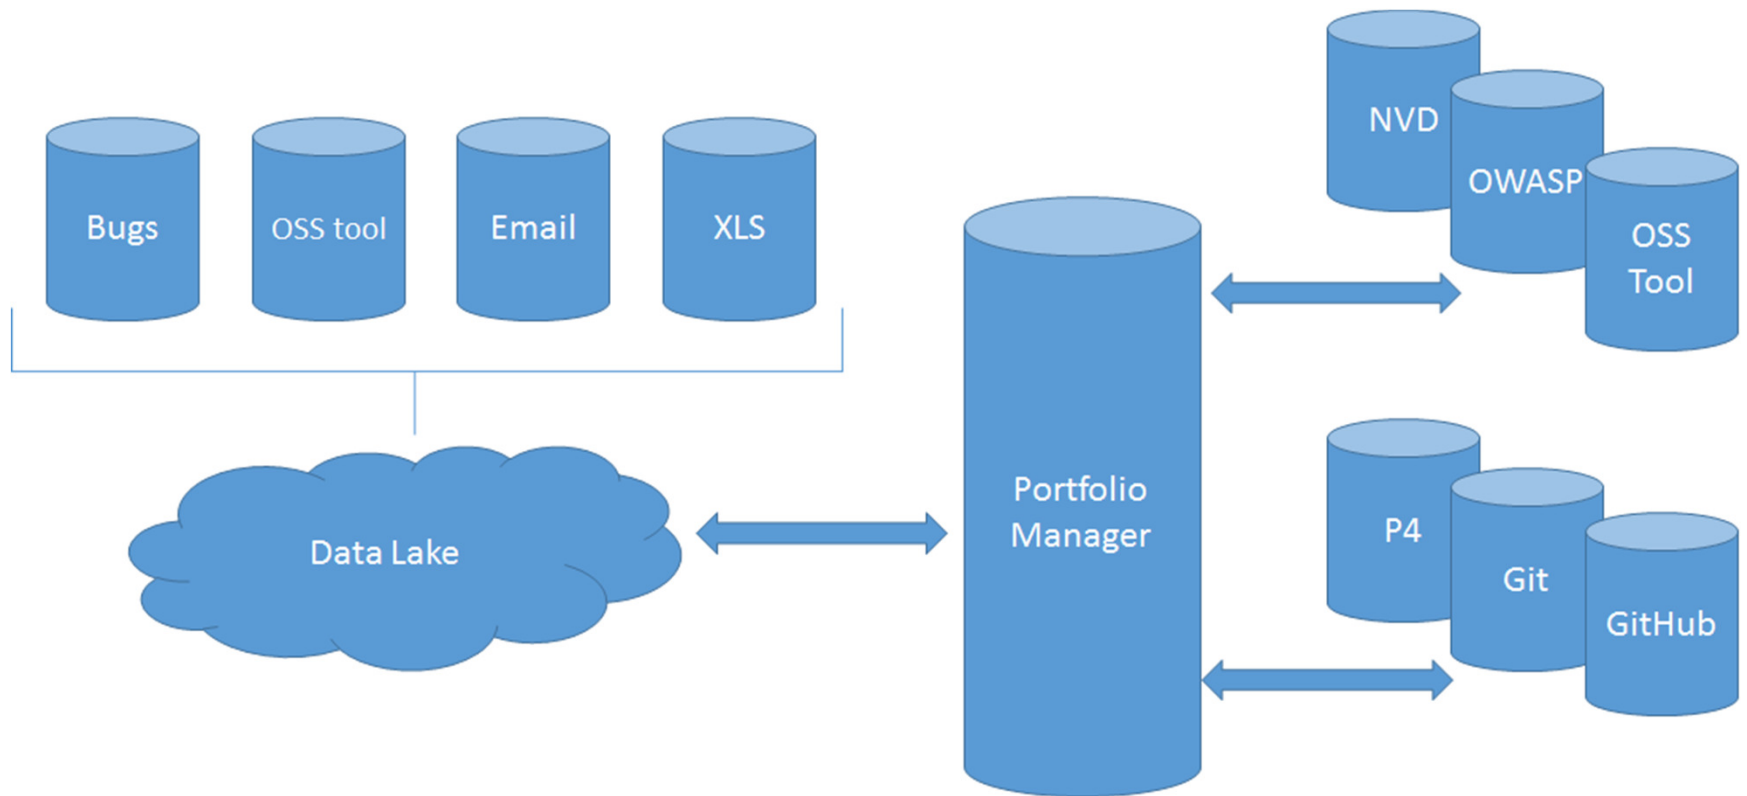 Bugs
OSS tool
Email
XLS
Data Lake
Portfolio
Manager
NVD
OWASP
OSS
Tool
P4
Git
GitHub